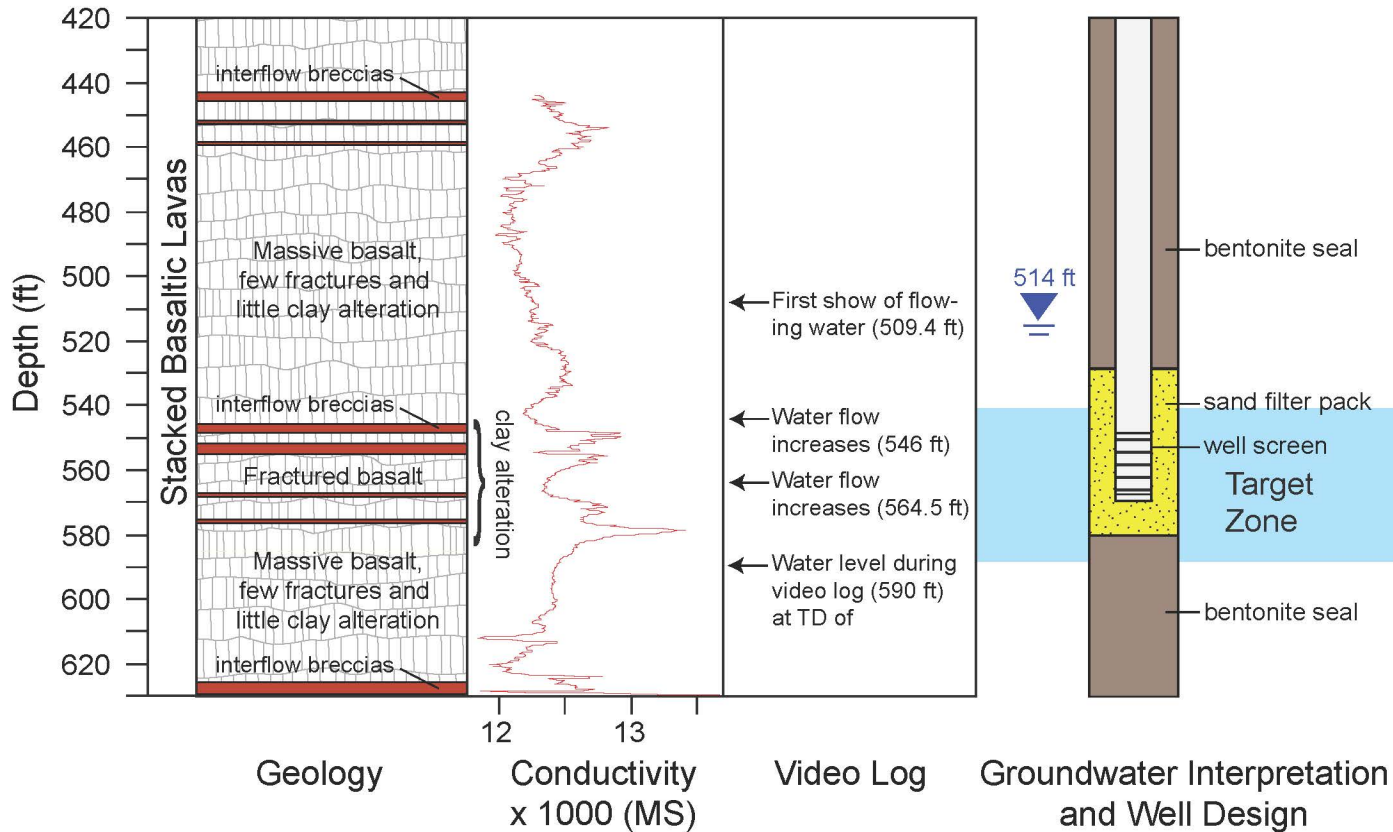 Depth (ft)
420
440
460
480
500
520
540
560
580
600
620
Stacked Basaltic Lavas
interflow breccias
Massive basalt,
few fractures and
little clay alteration
interflow breccias
Fractured basalt
Massive basalt,
few fractures and
little clay alteration
interflow breccias
clay alteration
12
13
First show of flow-
ing water (509.4 ft)
Water flow
increases (546 ft)
Water flow
increases (564.5 ft)
Water level during
video log (590 ft)
at TD of
514 ft
bentonite seal
sand filter pack
well screen
Target
Zone
bentonite seal
Geology
Conductivity
x 1000 (MS)
Video Log
Groundwater Interpretation
and Well Design